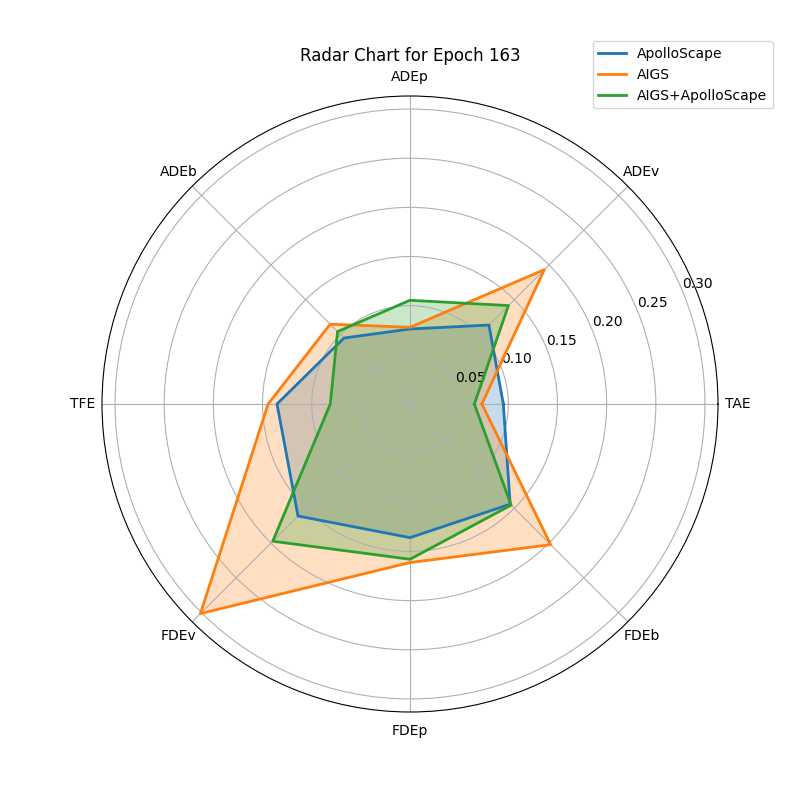 Radar Chart for Epoch 163
ApolloScape
AIGS
AIGS+ApolloScape
ADEp
ADEb
ADEv
0.30
0.25
0.20
0.15
0.10
0.05
TFE
TAE
FDEv
FDEb
FDEp